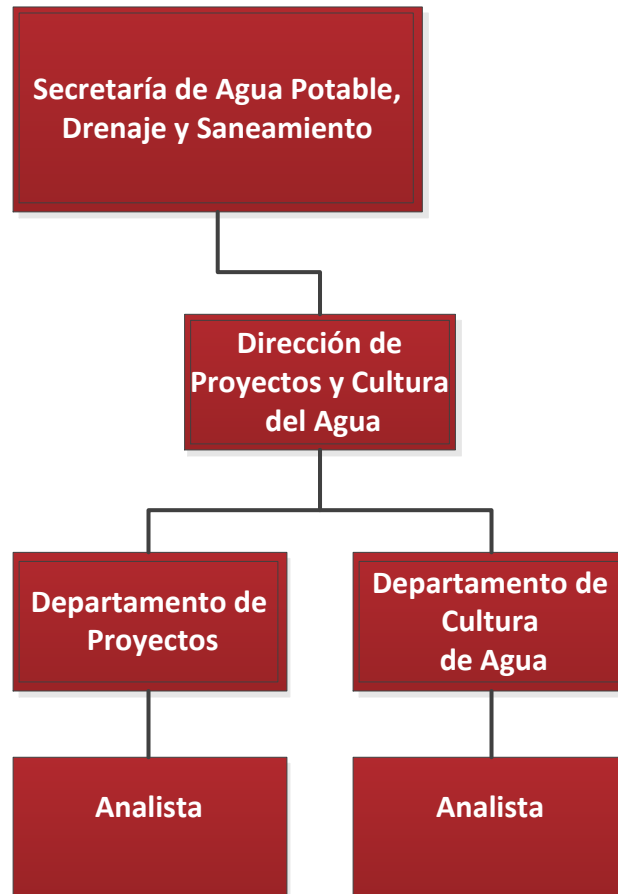 Secretaría de Agua Potable,
Drenaje y Saneamiento
Dirección de
Proyectos y Cultura
del Agua
Departamento de
Proyectos
Departamento de
Cultura
de Agua
Analista
Analista